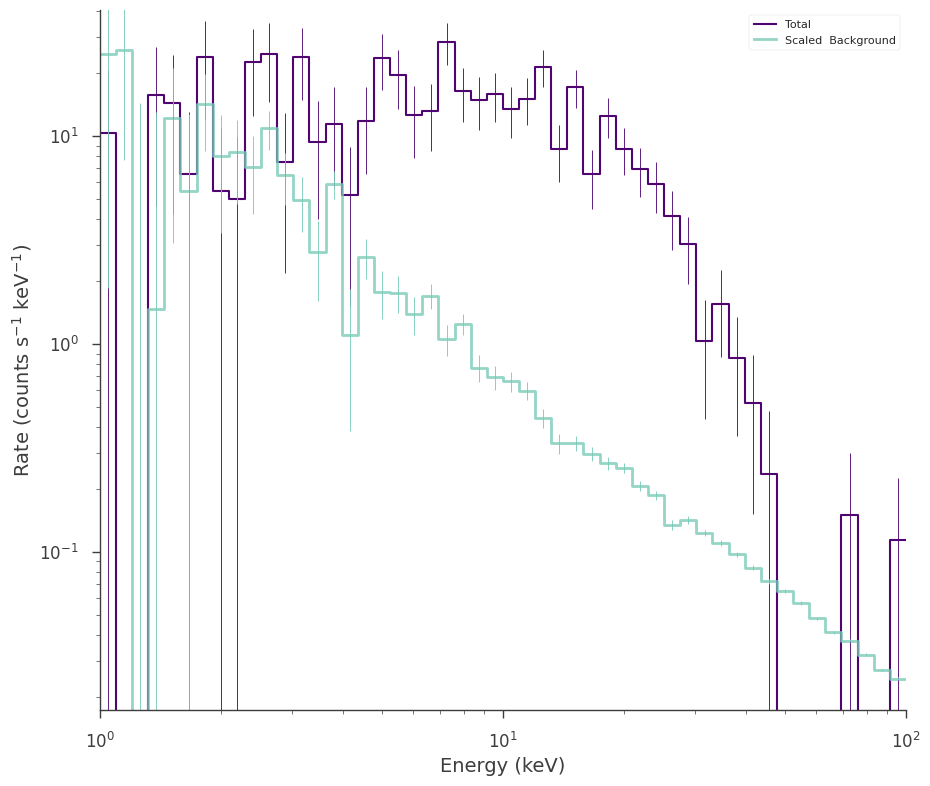 Total
Scaled  Background
Rate (counts s⁻¹ keV⁻¹)
10¹
10⁰
10⁻¹
10⁰ 10¹ 10²
Energy (keV)